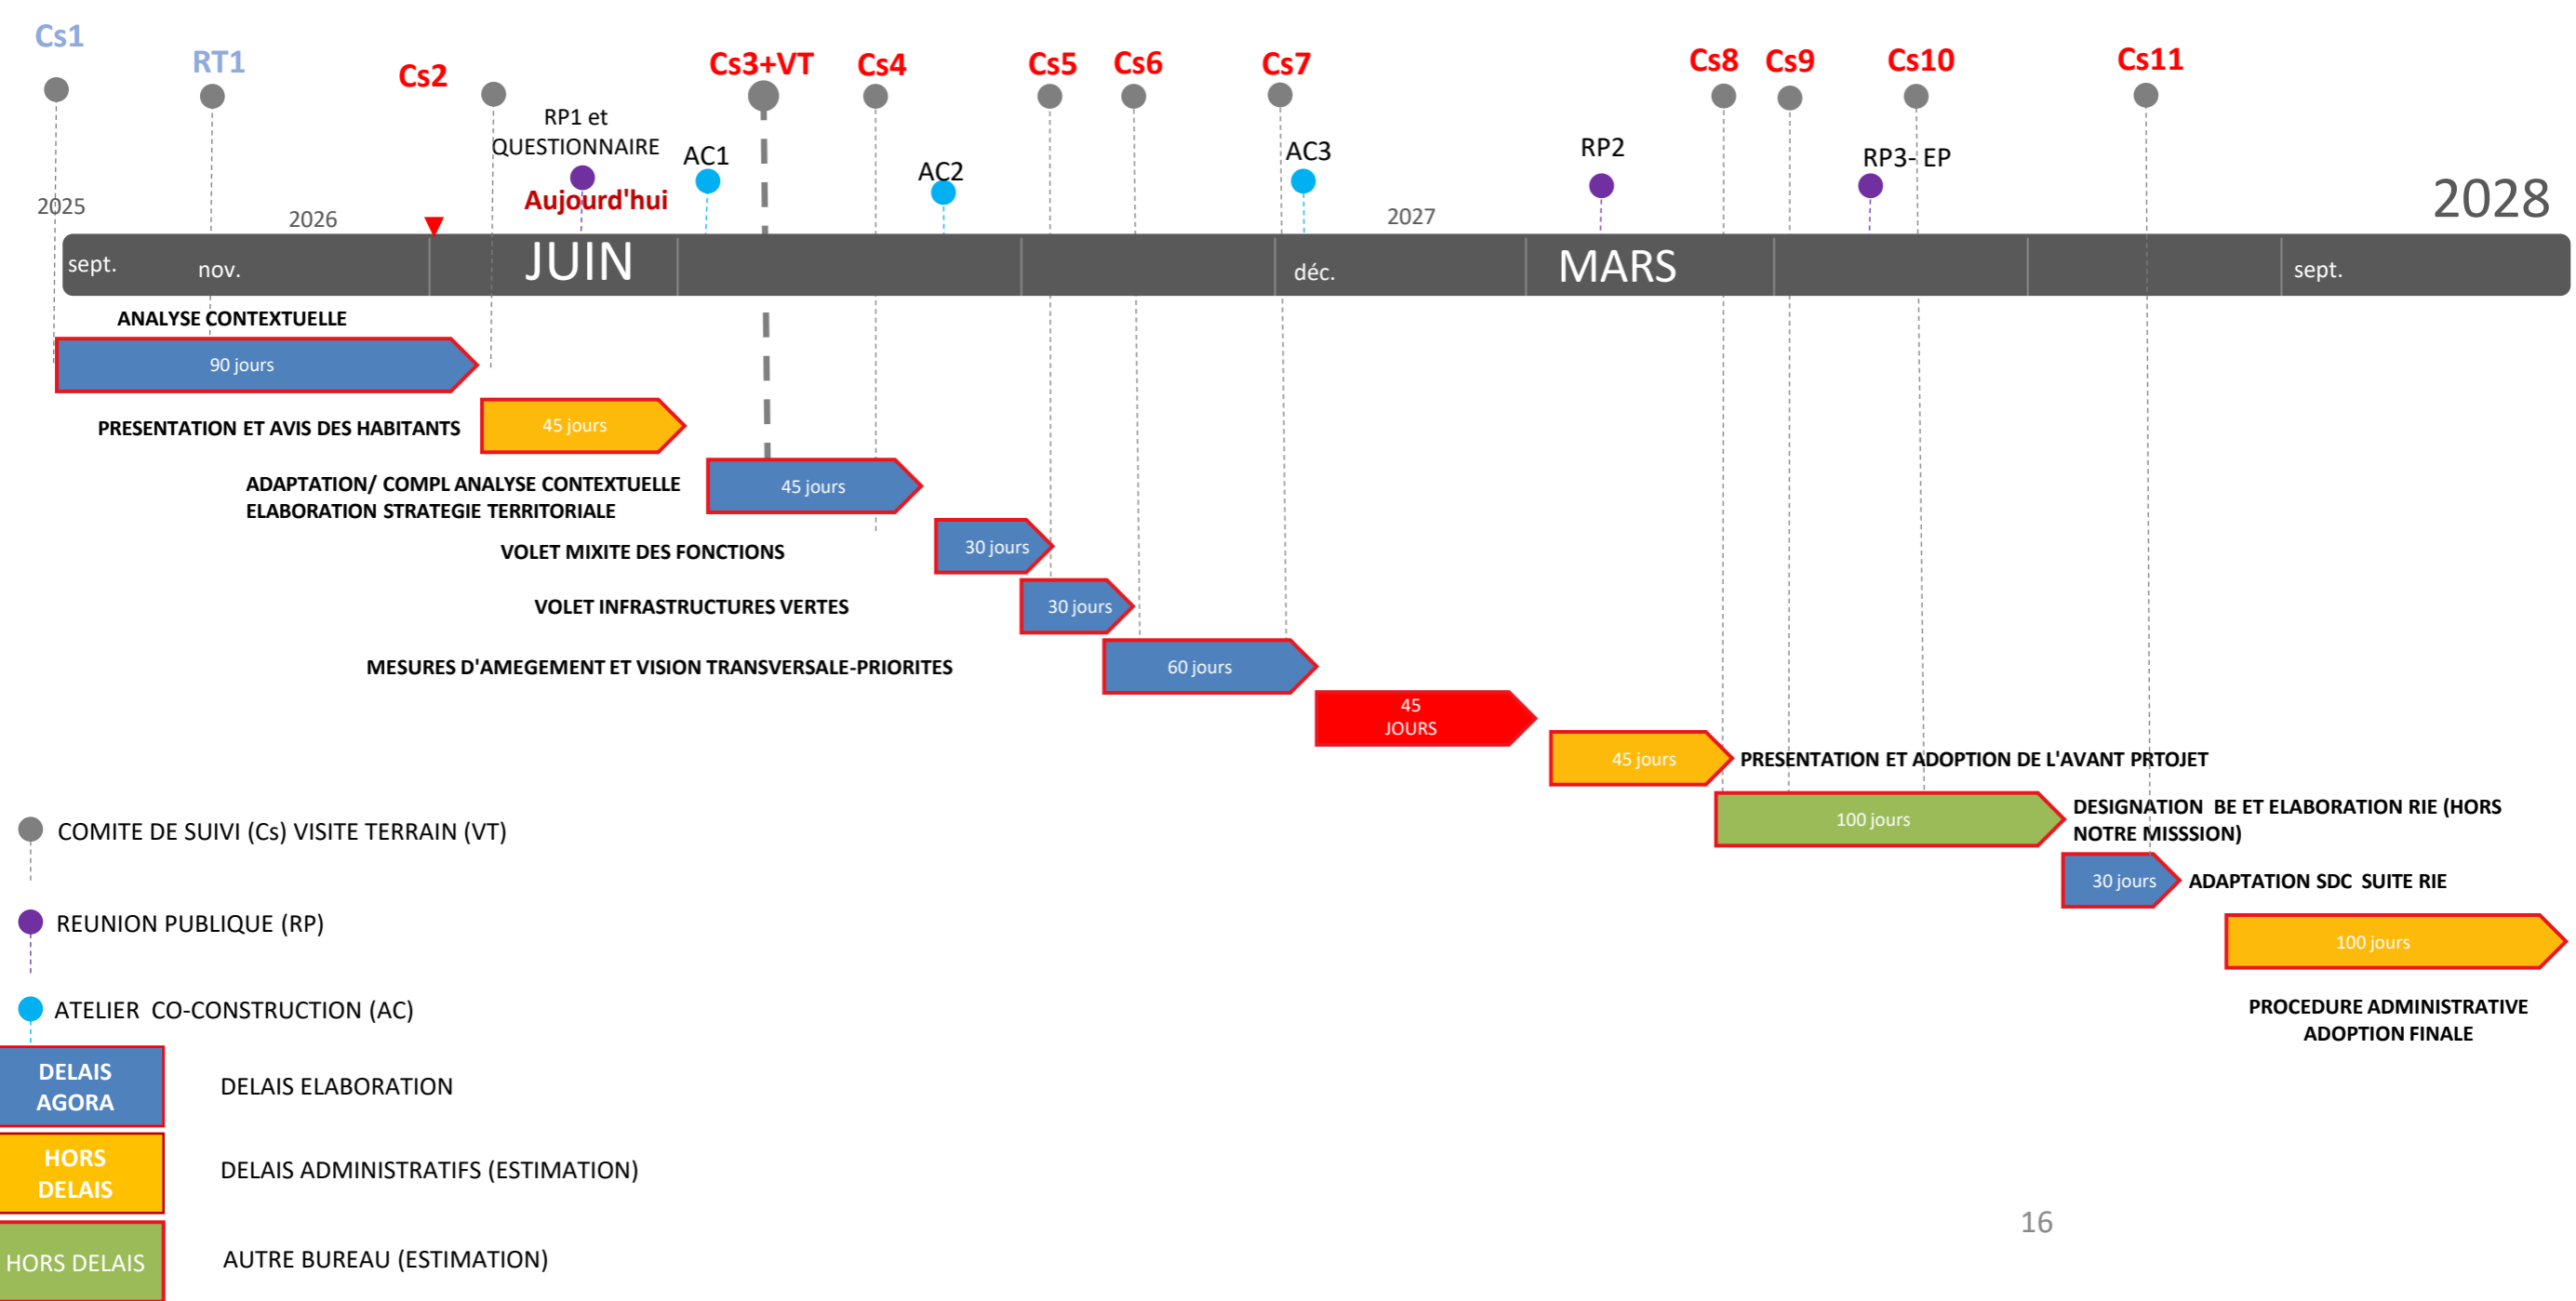 Cs1
RT1
Cs2
Cs3+VT
Cs4
Cs5
Cs6
Cs7
Cs8
Cs9
Cs10
Cs11
RP1 et
QUESTIONNAIRE
AC1
AC2
AC3
RP2
RP3- EP
Aujourd'hui
2025
2026
2027
2028
sept.
nov.
JUIN
déc.
MARS
sept.
ANALYSE CONTEXTUELLE
90 jours
PRESENTATION ET AVIS DES HABITANTS
45 jours
ADAPTATION/ COMPL ANALYSE CONTEXTUELLE
ELABORATION STRATEGIE TERRITORIALE
45 jours
VOLET MIXITE DES FONCTIONS
30 jours
VOLET INFRASTRUCTURES VERTES
30 jours
MESURES D'AMEGEMENT ET VISION TRANSVERSALE-PRIORITES
60 jours
45
JOURS
45 jours
PRESENTATION ET ADOPTION DE L'AVANT PRTOJET
100 jours
DESIGNATION BE ET ELABORATION RIE (HORS
NOTRE MISSSION)
30 jours
ADAPTATION SDC SUITE RIE
100 jours
PROCEDURE ADMINISTRATIVE
ADOPTION FINALE
COMITE DE SUIVI (Cs) VISITE TERRAIN (VT)
REUNION PUBLIQUE (RP)
ATELIER CO-CONSTRUCTION (AC)
DELAIS
AGORA
DELAIS ELABORATION
HORS
DELAIS
DELAIS ADMINISTRATIFS (ESTIMATION)
HORS DELAIS
AUTRE BUREAU (ESTIMATION)
16